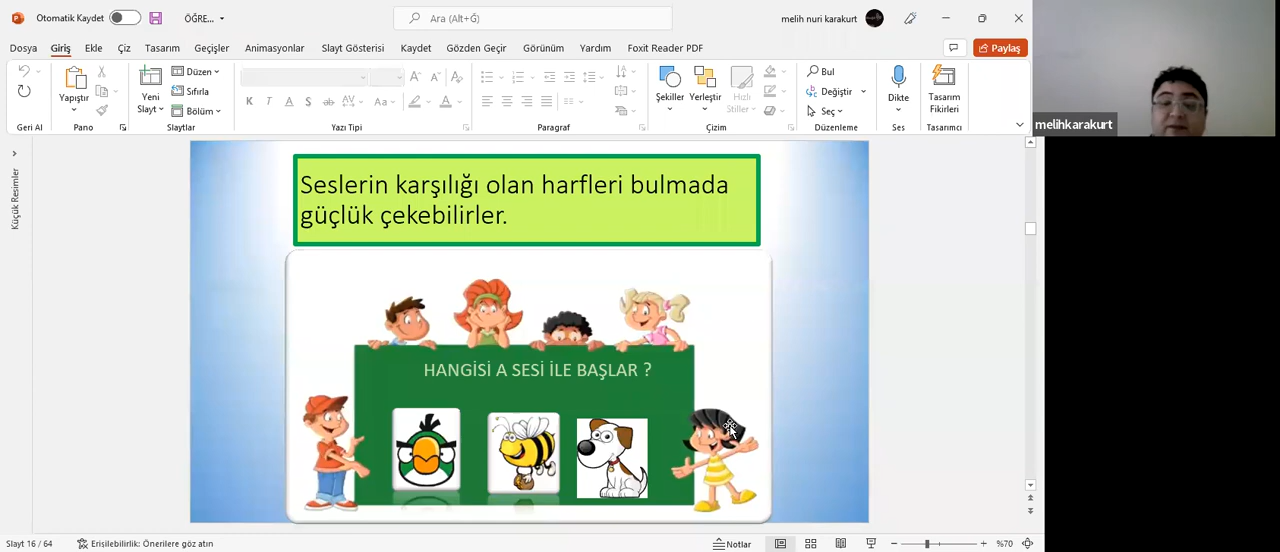 Otomatik Kaydet
ÖĞRE...
Ara (Alt+Ğ)
melih nuri karakurt
Dosya Giriş Ekle Çiz Tasarım Geçişler Animasyonlar Slayt Gösterisi Kaydet Gözden Geçir Görünüm Yardım Foxit Reader PDF
Paylaş
Yapıştır
Yeni Slayt
Düzen
Sıfırla
Bölüm
K T A S ab AV Aa A A
Şekiller
Yerleştir
Hızlı Stiller
Bul
Değiştir
Seç
Dikte
Tasarım Fikirleri
Geri Al Pano Slaytlar Yazı Tipi Paragraf Çizim Düzenleme Ses Tasarımcı
melihkarakurt
Küçük Resimler
Seslerin karşılığı olan harfleri bulmada
güçlük çekebilirler.
HANGİSİ A SESİ İLE BAŞLAR ?
Slayt 16 / 64
Erişilebilirlik: Önerilere göz atın
Notlar
%70